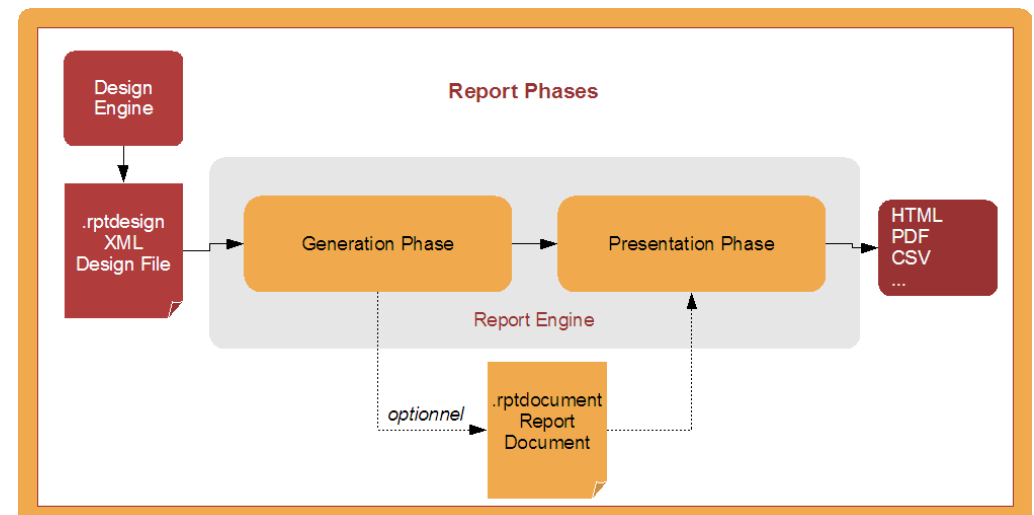 Report Phases
Design
Engine
.rptdesign
XML
Design File
Generation Phase
Presentation Phase
HTML
PDF
CSV
...
Report Engine
optionnel
.rptdocument
Report
Document